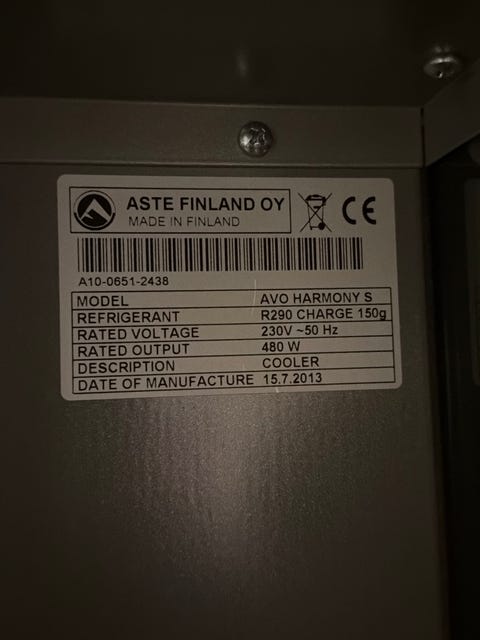 ASTE FINLAND OY
MADE IN FINLAND
CE
A10-0651-2438
MODEL AVO HARMONY S
REFRIGERANT R290 CHARGE 150g
RATED VOLTAGE 230V ~50 Hz
RATED OUTPUT 480 W
DESCRIPTION COOLER
DATE OF MANUFACTURE 15.7.2013